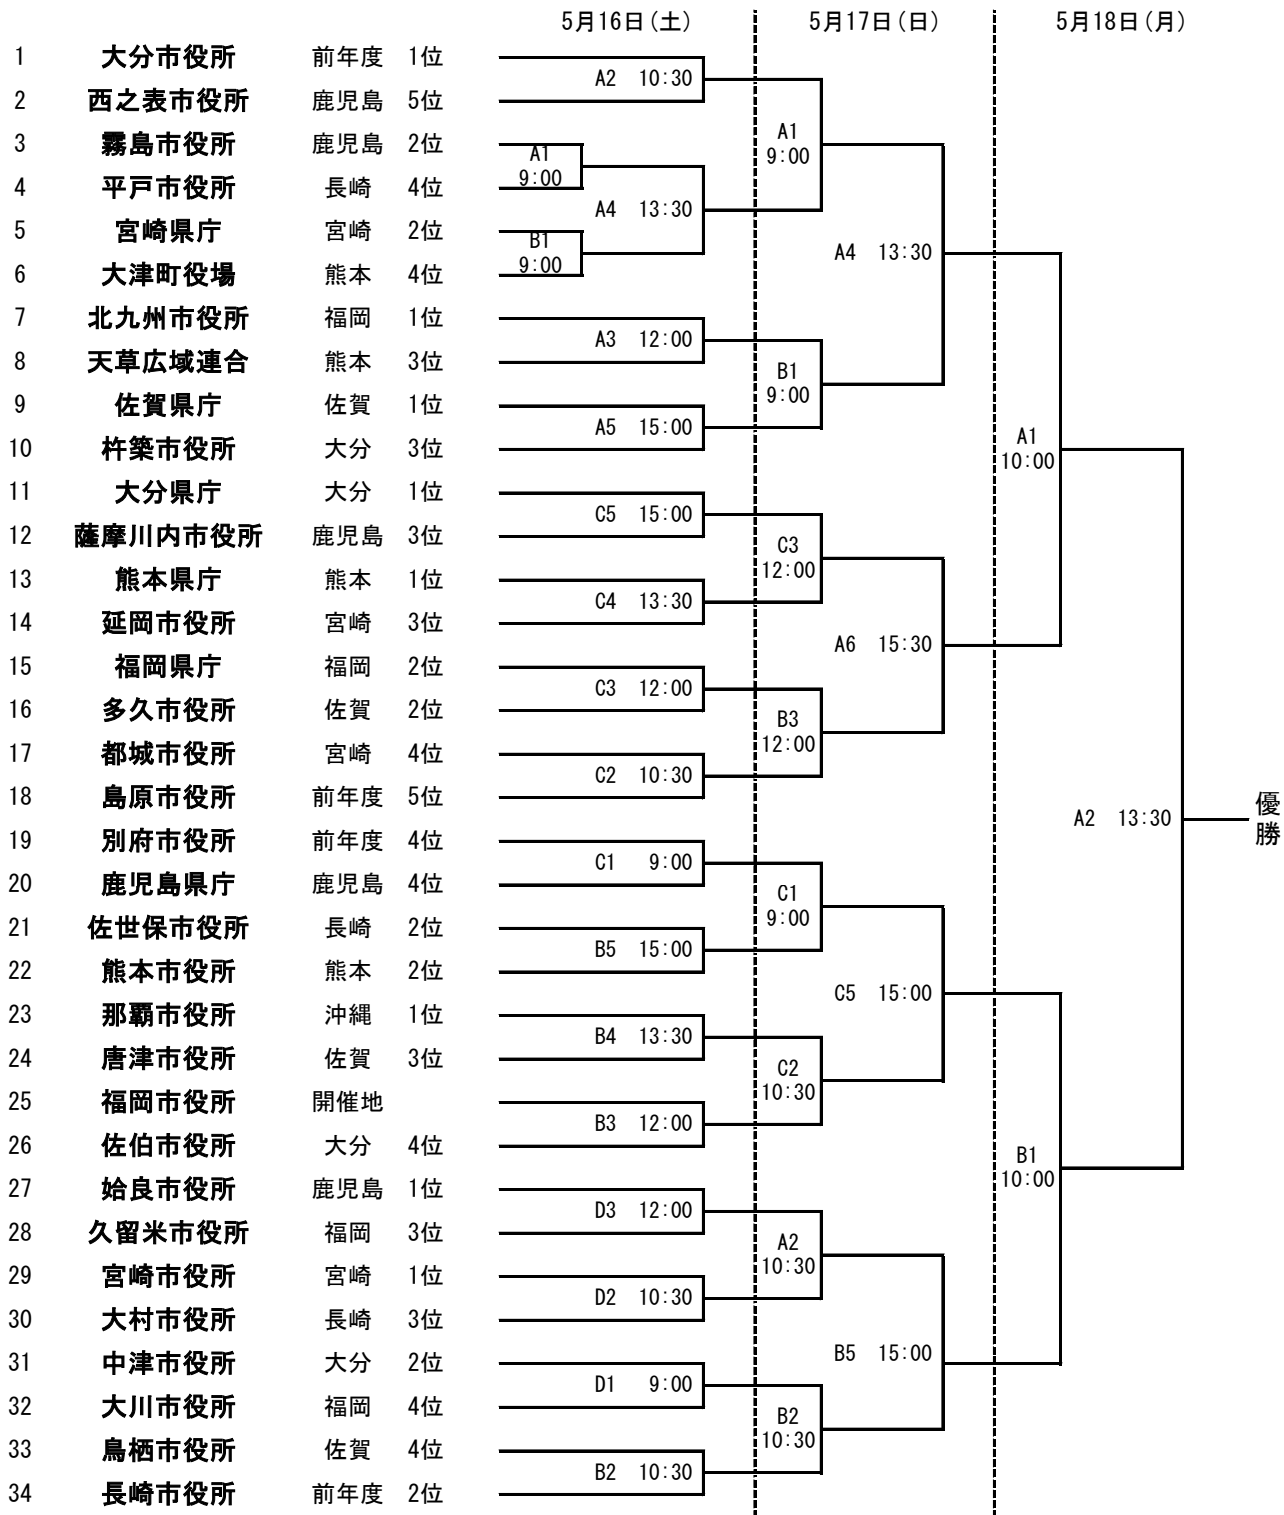 5月16日(土) 5月17日(日) 5月18日(月)
1 大分市役所 前年度 1位
A2 10:30
2 西之表市役所 鹿児島 5位
3 霧島市役所 鹿児島 2位
A1
9:00
A1
9:00
4 平戸市役所 長崎 4位
A4 13:30
5 宮崎県庁 宮崎 2位
B1
9:00
A4 13:30
6 大津町役場 熊本 4位
7 北九州市役所 福岡 1位
A3 12:00
8 天草広域連合 熊本 3位
B1
9:00
9 佐賀県庁 佐賀 1位
A5 15:00
A1
10:00
10 杵築市役所 大分 3位
11 大分県庁 大分 1位
C5 15:00
12 薩摩川内市役所 鹿児島 3位
C3
12:00
13 熊本県庁 熊本 1位
C4 13:30
14 延岡市役所 宮崎 3位
A6 15:30
15 福岡県庁 福岡 2位
C3 12:00
16 多久市役所 佐賀 2位
B3
12:00
17 都城市役所 宮崎 4位
C2 10:30
18 島原市役所 前年度 5位
A2 13:30
優勝
19 別府市役所 前年度 4位
C1 9:00
20 鹿児島県庁 鹿児島 4位
C1
9:00
21 佐世保市役所 長崎 2位
B5 15:00
22 熊本市役所 熊本 2位
C5 15:00
23 那覇市役所 沖縄 1位
B4 13:30
24 唐津市役所 佐賀 3位
C2
10:30
25 福岡市役所 開催地
B3 12:00
26 佐伯市役所 大分 4位
B1
10:00
27 姶良市役所 鹿児島 1位
D3 12:00
28 久留米市役所 福岡 3位
A2
10:30
29 宮崎市役所 宮崎 1位
D2 10:30
30 大村市役所 長崎 3位
B5 15:00
31 中津市役所 大分 2位
D1 9:00
32 大川市役所 福岡 4位
B2
10:30
33 鳥栖市役所 佐賀 4位
B2 10:30
34 長崎市役所 前年度 2位